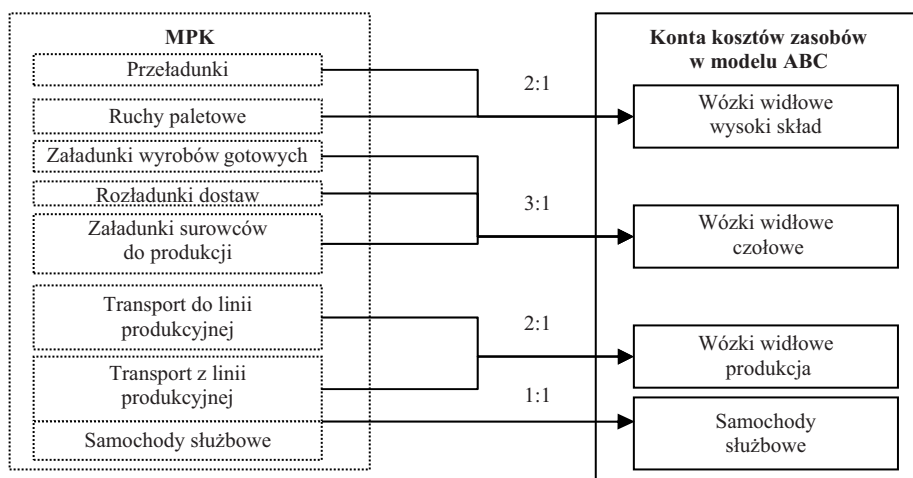 MPK
Przeładunki
Ruchy paletowe
Załadunki wyrobów gotowych
Rozładunki dostaw
Załadunki surowców
do produkcji
Transport do linii
produkcyjnej
Transport z linii
produkcyjnej
Samochody służbowe
2:1
3:1
2:1
1:1
Konta kosztów zasobów
w modelu ABC
Wózki widłowe
wysoki skład
Wózki widłowe
czołowe
Wózki widłowe
produkcja
Samochody
służbowe